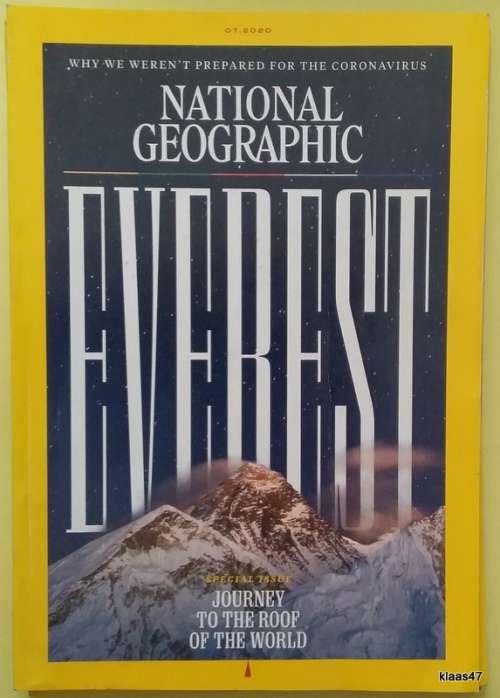 07.2020
WHY WE WEREN'T PREPARED FOR THE CORONAVIRUS
NATIONAL
GEOGRAPHIC
EVEREST
SPECIAL ISSUE
JOURNEY
TO THE ROOF
OF THE WORLD
klaas47